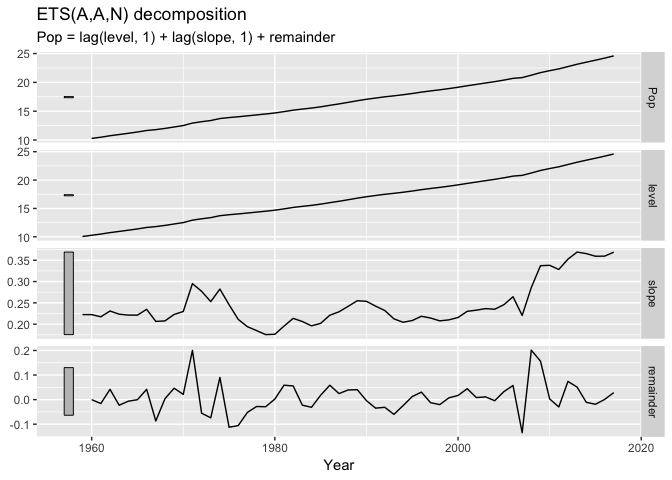 ETS(A,A,N) decomposition
Pop = lag(level, 1) + lag(slope, 1) + remainder
25
20
15
10
Pop
25
20
15
10
level
0.35
0.30
0.25
0.20
slope
0.2
0.1
0.0
-0.1
remainder
1960
1980
2000
2020
Year